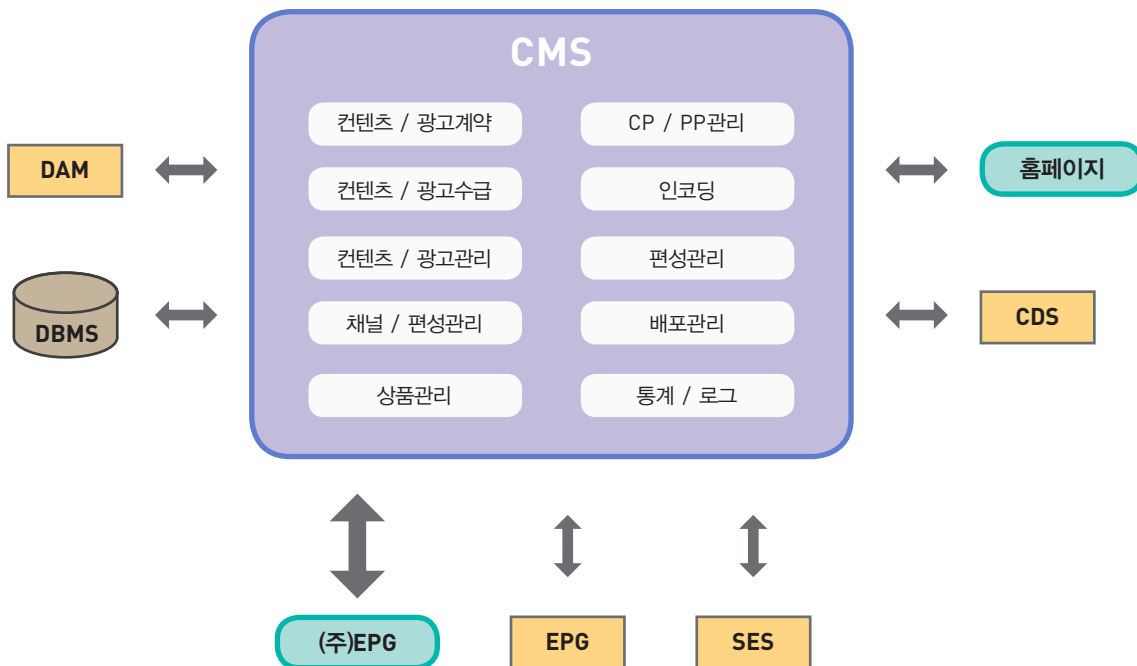 CMS
컨텐츠 / 광고계약
CP / PP관리
컨텐츠 / 광고수급
인코딩
컨텐츠 / 광고관리
편성관리
채널 / 편성관리
배포관리
상품관리
통계 / 로그
DAM
DBMS
홈페이지
CDS
(주)EPG
EPG
SES